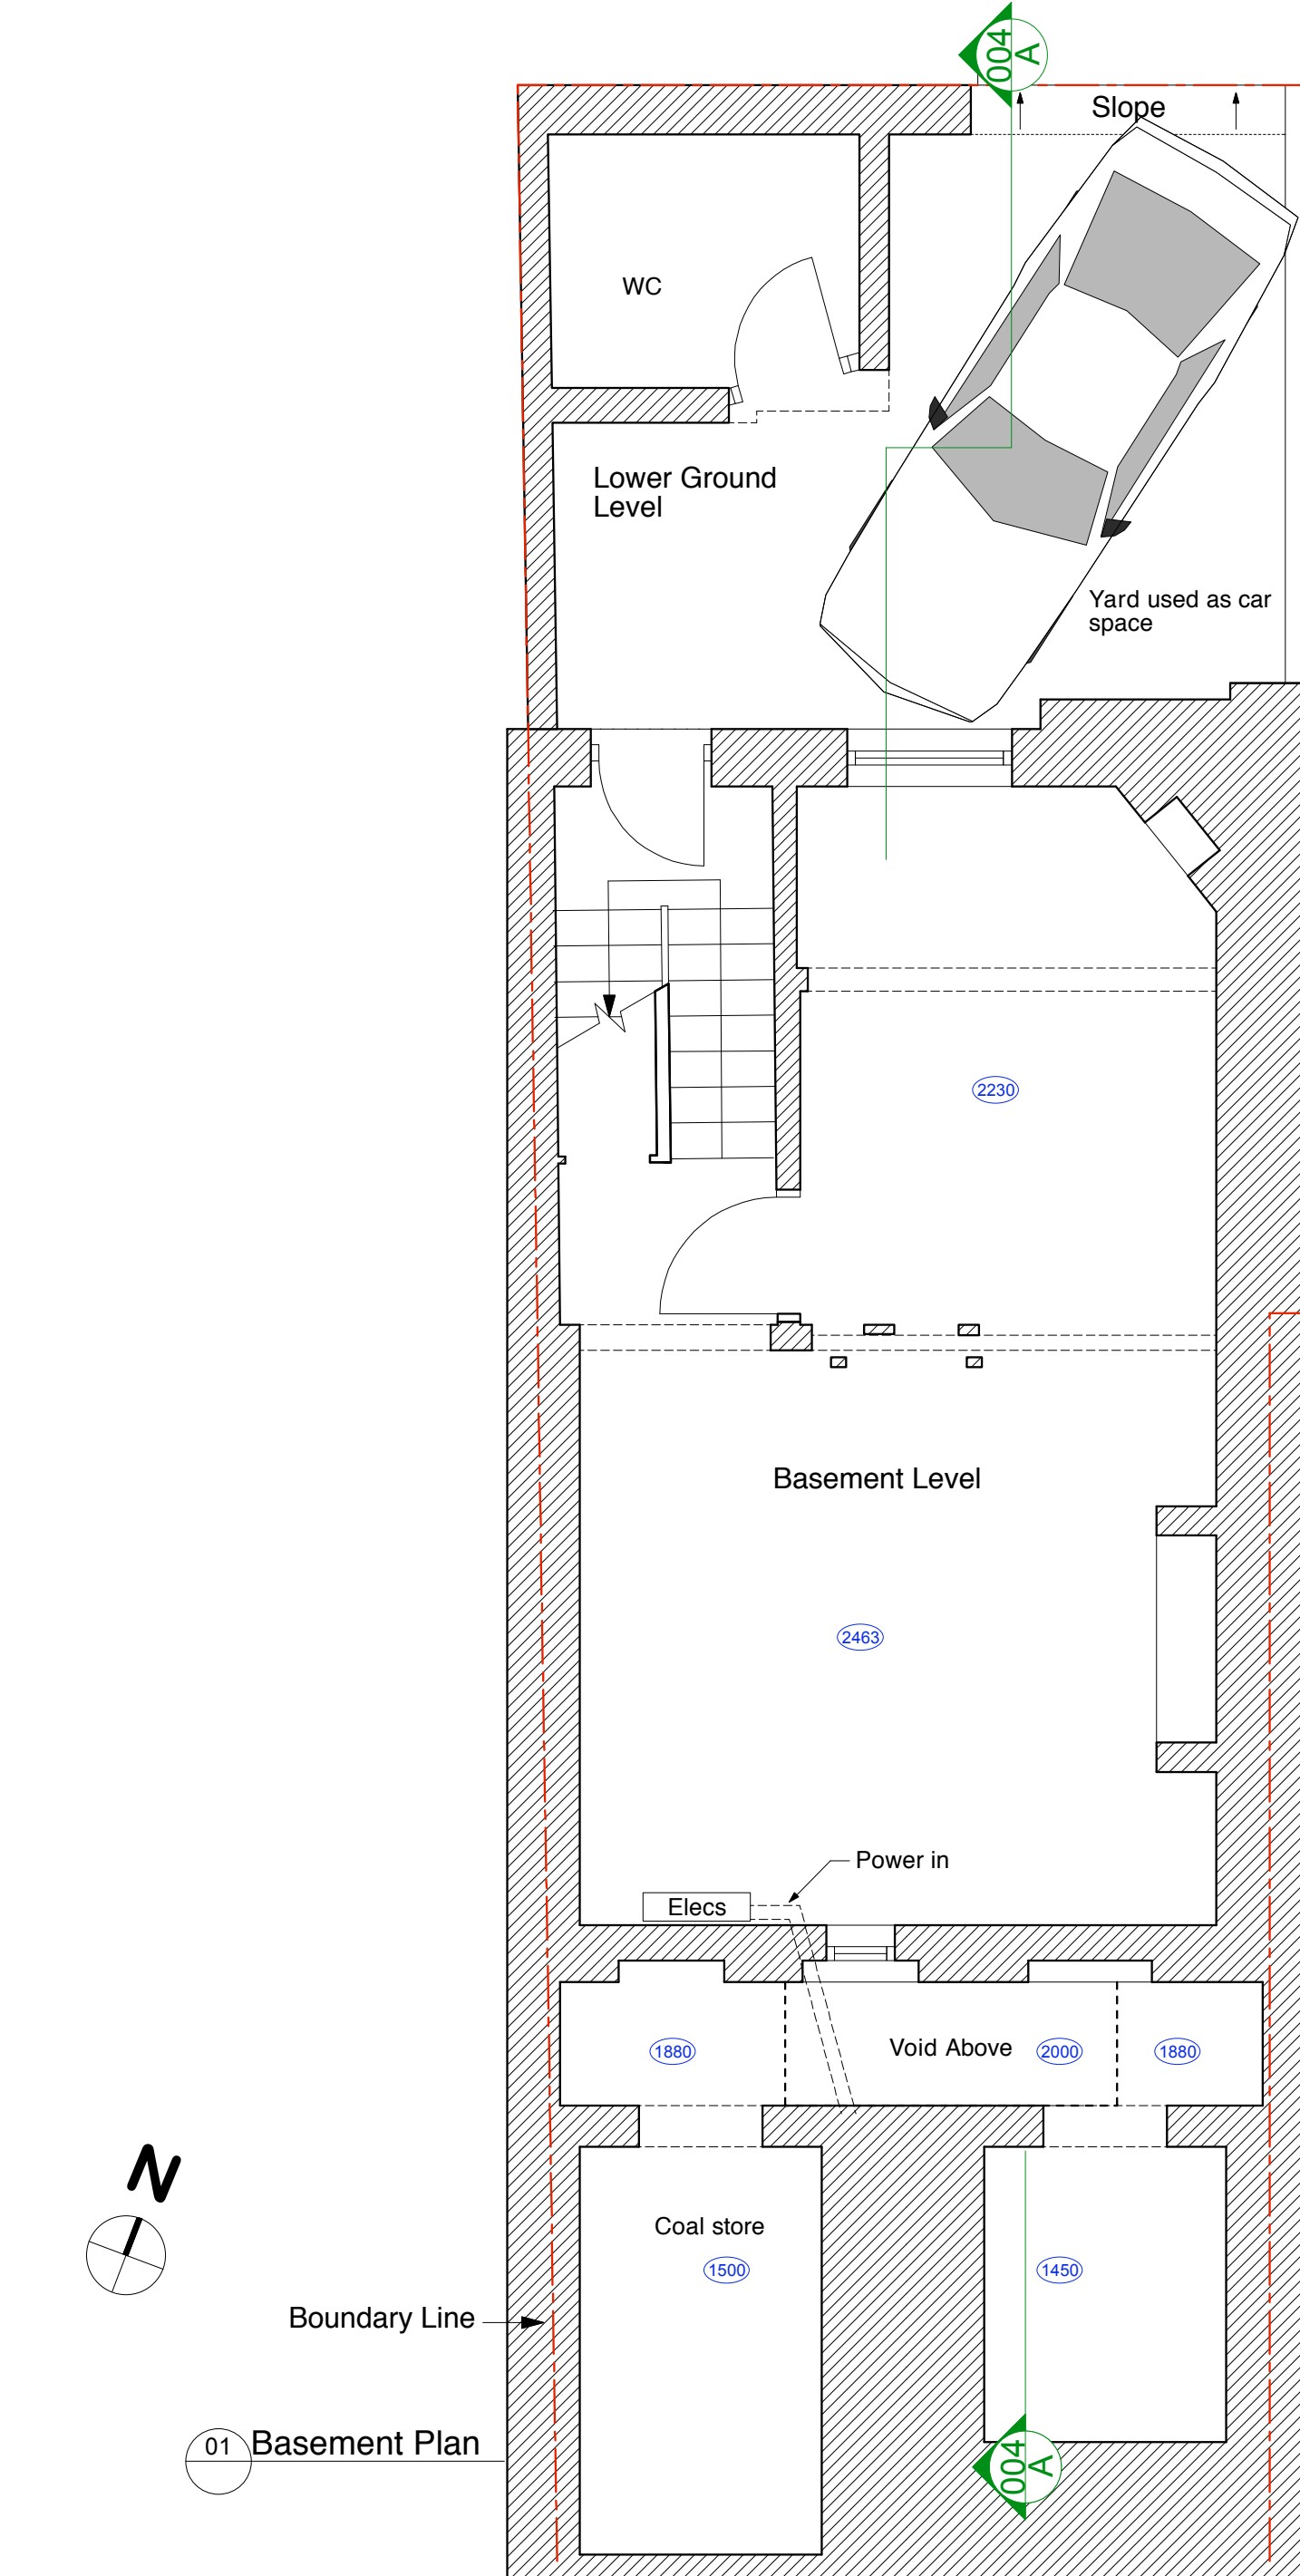 004
A
Slope
WC
Lower Ground
Level
Yard used as car
space
2230
Basement Level
2463
Power in
Elecs
1880
Void Above
2000
1880
N
Coal store
1500
1450
Boundary Line
01
Basement Plan
004
A